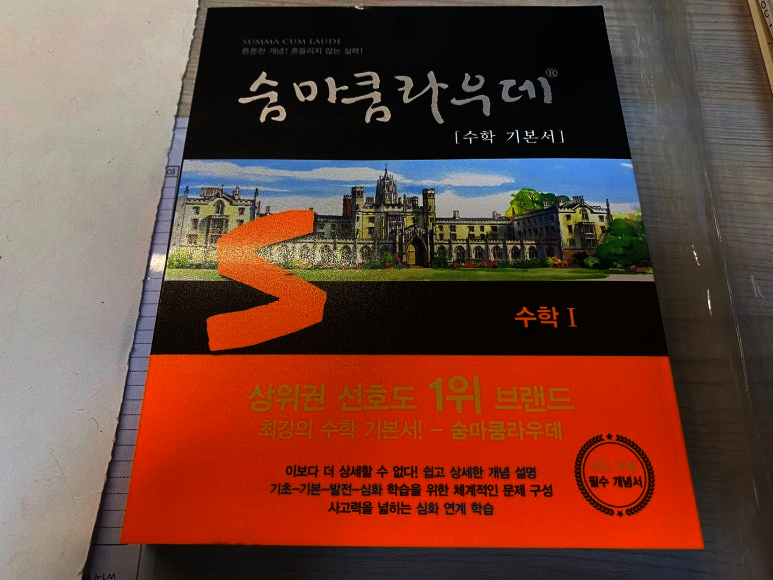 SUMMA CUM LAUDE
튼튼한 개념! 흔들리지 않는 실력!
숨마쿰라우데®
[수학 기본서]
S
수학 I
상위권 선호도 1위 브랜드
최강의 수학 기본서! - 숨마쿰라우데
이보다 더 상세할 수 없다! 쉽고 상세한 개념 설명
기초-기본-발전-심화 학습을 위한 체계적인 문제 구성
사고력을 넓히는 심화 연계 학습
필수 개념서